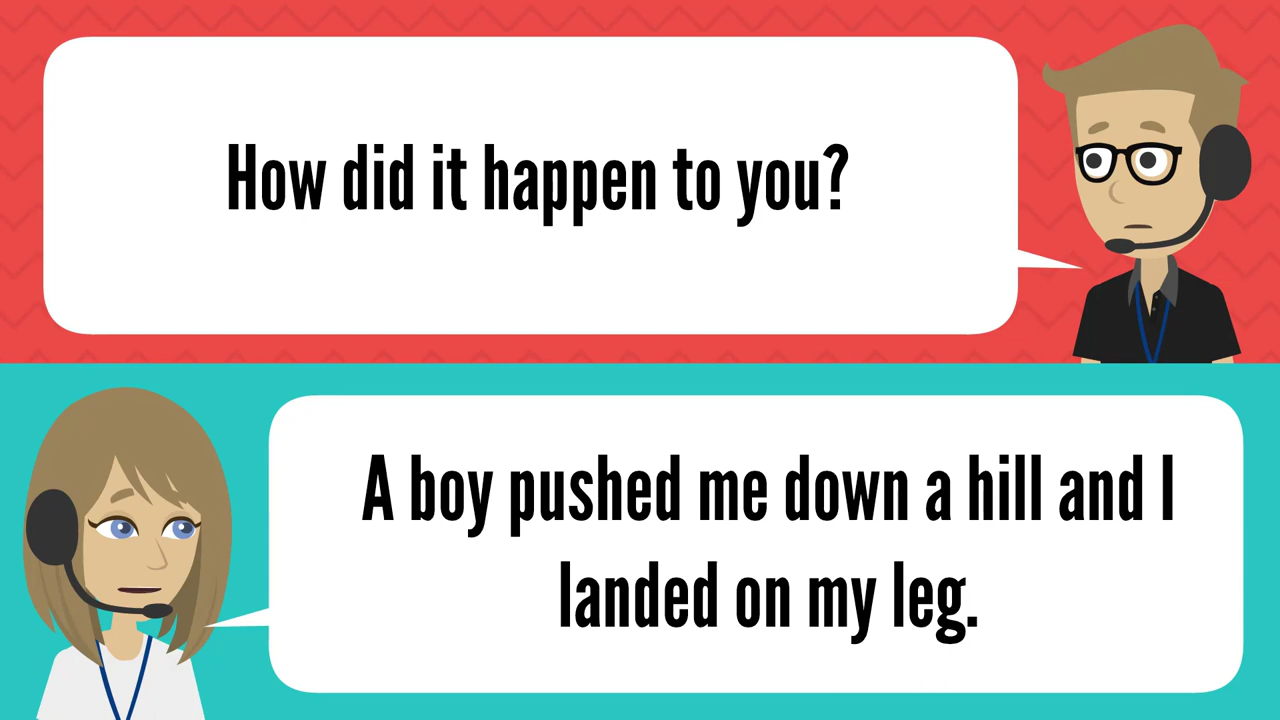 How did it happen to you?
A boy pushed me down a hill and I
landed on my leg.